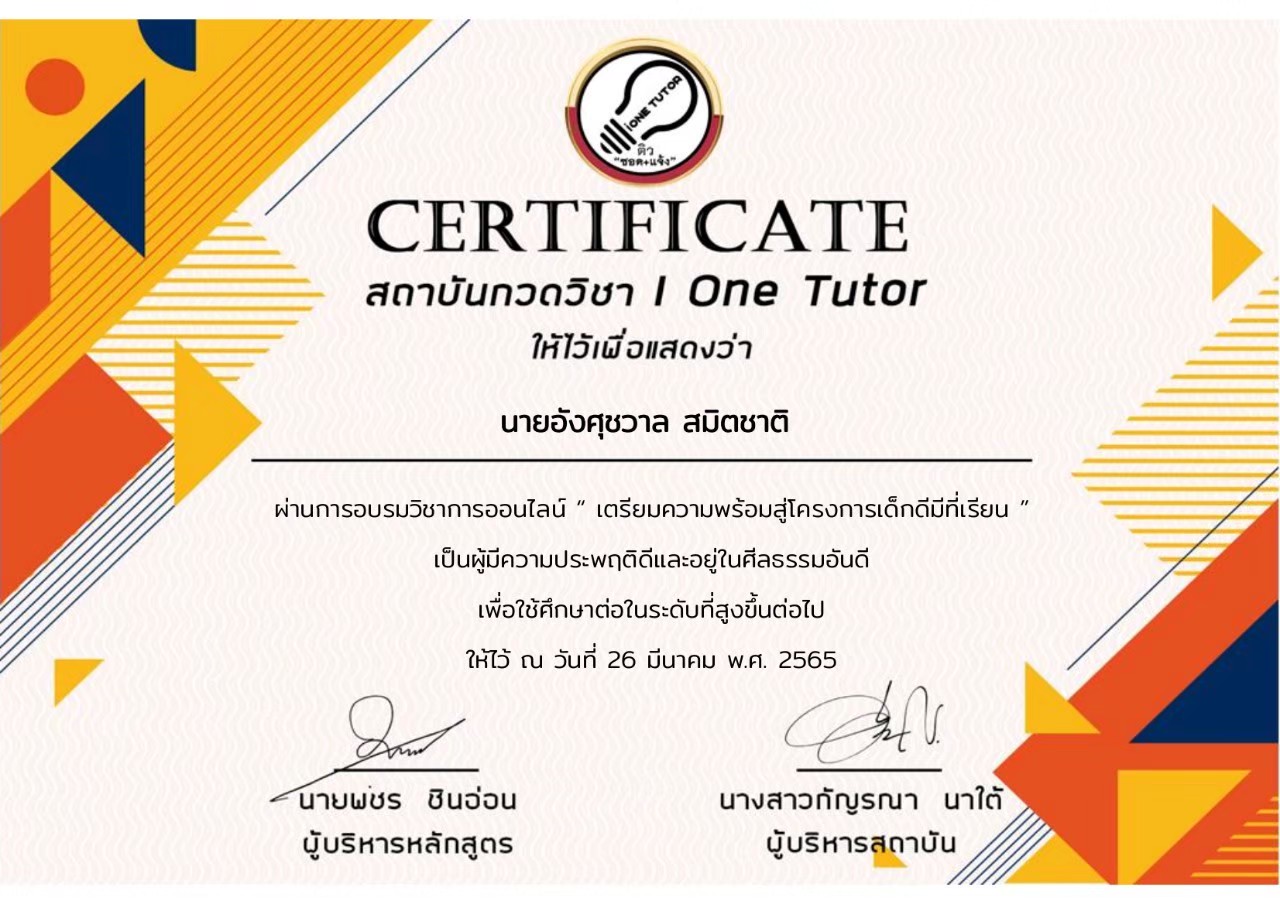 iONE TUTOR
ติว
"ชอต+แจ้ง"
CERTIFICATE
สถาบันกวดวิชา I One Tutor
ให้ไว้เพื่อแสดงว่า
นายอังศุชวาล สมิตชาติ
ผ่านการอบรมวิชาการออนไลน์ " เตรียมความพร้อมสู่โครงการเด็กดีมีที่เรียน "
เป็นผู้มีความประพฤติดีและอยู่ในศีลธรรมอันดี
เพื่อใช้ศึกษาต่อในระดับที่สูงขึ้นต่อไป
ให้ไว้ ณ วันที่ 26 มีนาคม พ.ศ. 2565
นายพชร ชินอ่อน นางสาวกัญรณา นาใต้
ผู้บริหารหลักสูตร ผู้บริหารสถาบัน